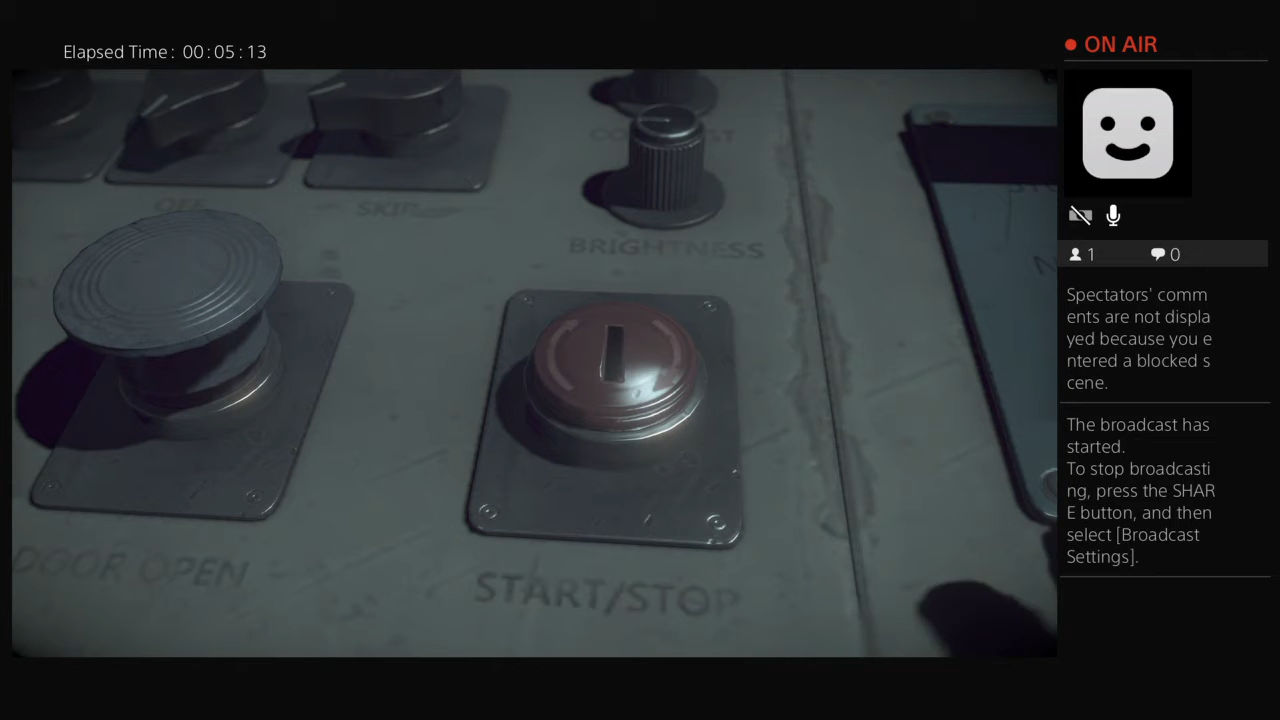 Elapsed Time: 00:05:13
ON AIR
OFF
SKIP
BRIGHTNESS
DOOR OPEN
START/STOP
1
0
Spectators' comm
ents are not displa
yed because you e
ntered a blocked s
cene.
The broadcast has
started.
To stop broadcasti
ng, press the SHAR
E button, and then
select [Broadcast
Settings].